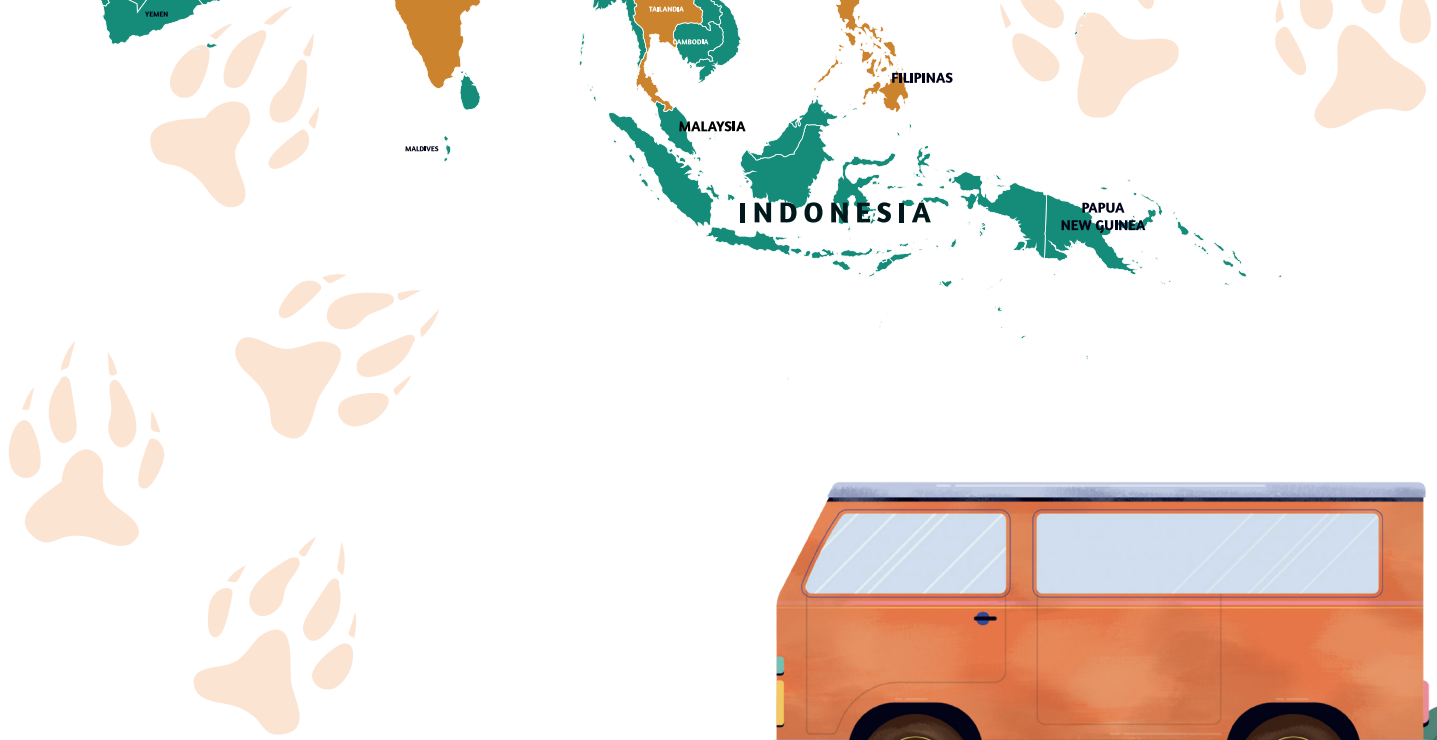 YEMEN
TAILANDIA
CAMBODIA
FILIPINAS
MALAYSIA
MALDIVES
INDONESIA
PAPUA
NEW GUINEA